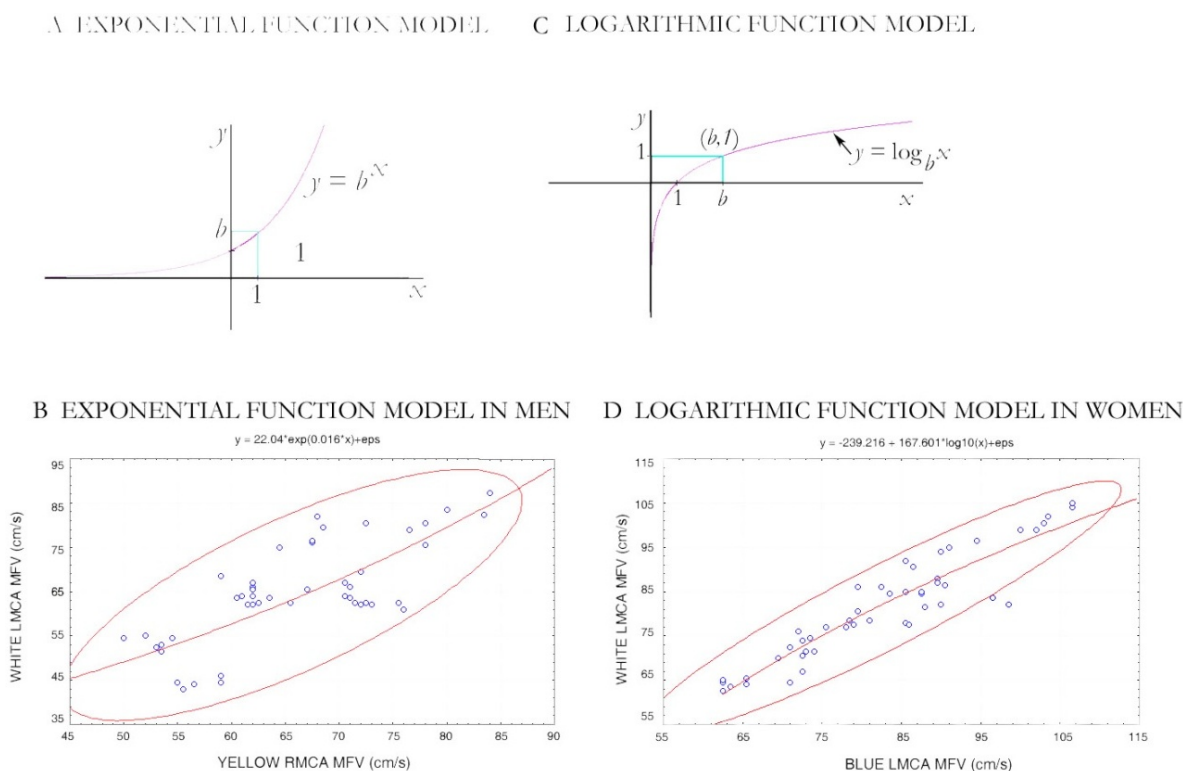 A EXPONENTIAL FUNCTION MODEL
y
y = b^x
b
1
1
x
C LOGARITHMIC FUNCTION MODEL
y
(b,1)
1
y = log_b x
1
b
x
B EXPONENTIAL FUNCTION MODEL IN MEN
y = 22.04*exp(0.016*x)+eps
WHITE LMCA MFV (cm/s)
95
85
75
65
55
45
35
45 50 55 60 65 70 75 80 85 90
YELLOW RMCA MFV (cm/s)
D LOGARITHMIC FUNCTION MODEL IN WOMEN
y = -239.216 + 167.601*log10(x)+eps
WHITE LMCA MFV (cm/s)
115
105
95
85
75
65
55
55 65 75 85 95 105 115
BLUE LMCA MFV (cm/s)